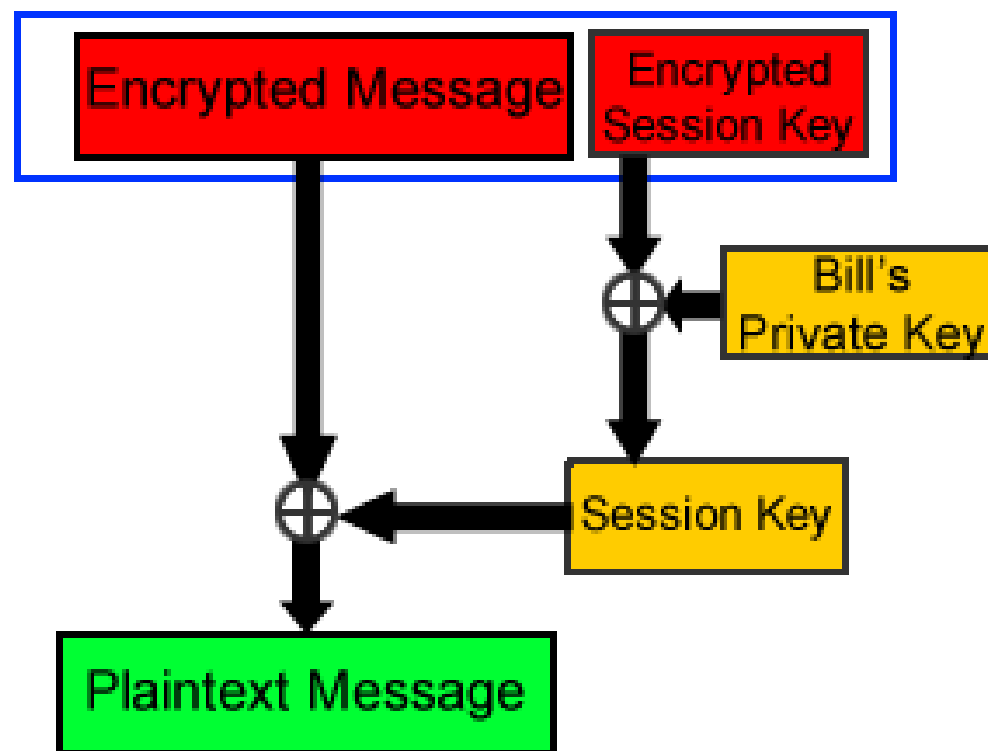 Encrypted Message
Encrypted
Session Key
Bill's
Private Key
Session Key
Plaintext Message